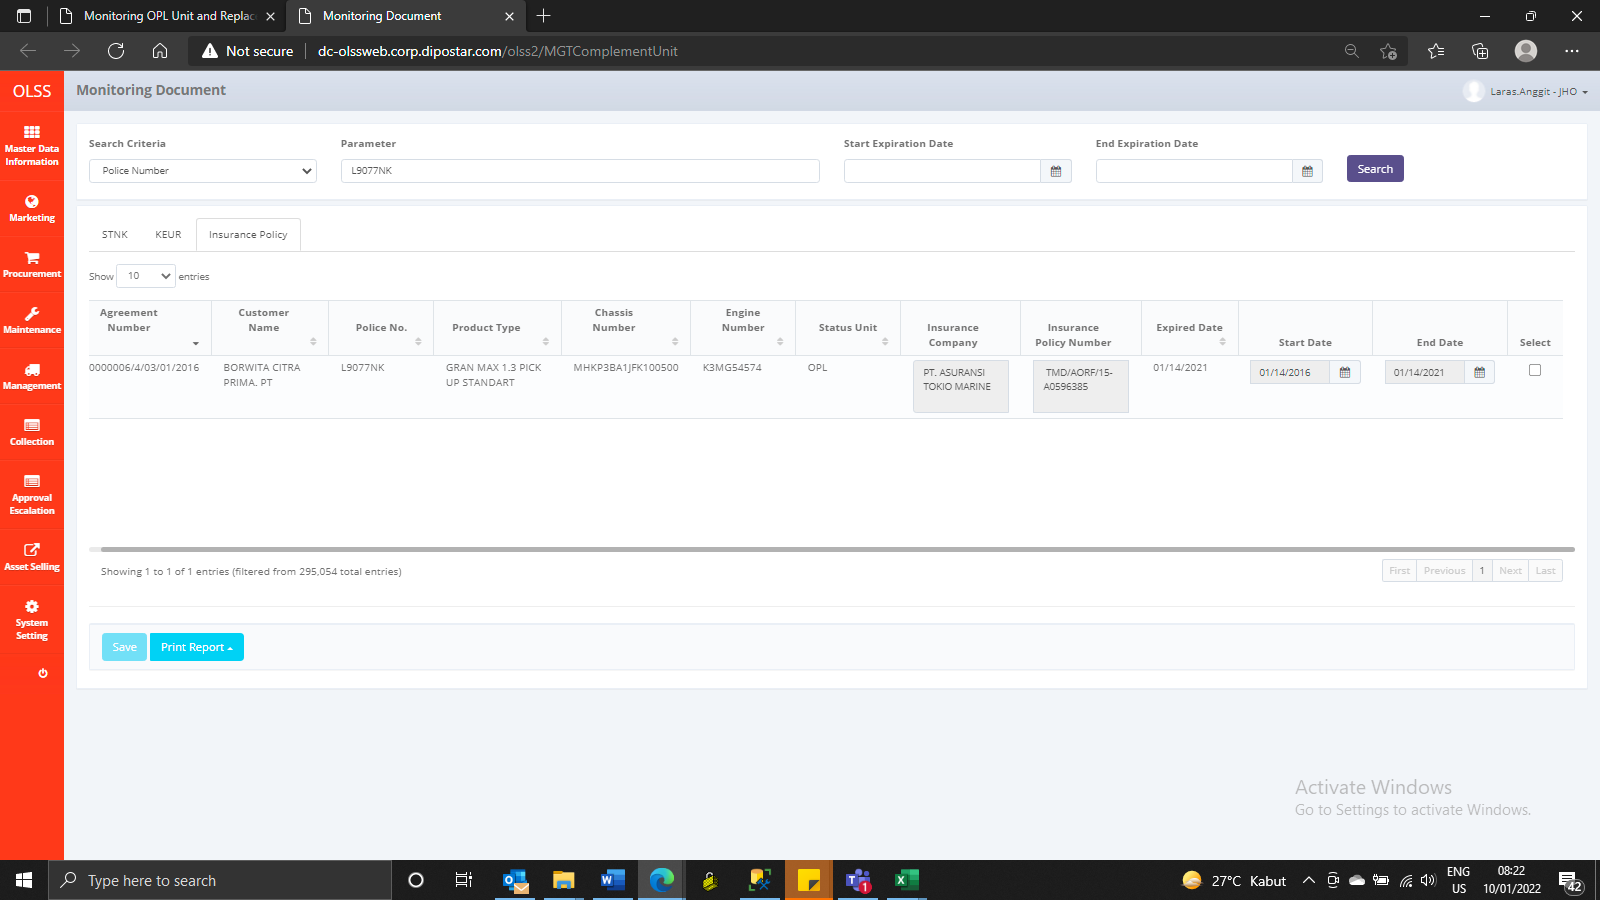 Monitoring OPL Unit and Replac
Monitoring Document
Not secure
dc-olssweb.corp.dipostar.com/olss2/MGTComplementUnit
OLSS
Monitoring Document
Laras.Anggit - JHO
Master Data
Information
Marketing
Procurement
Maintenance
Management
Collection
Approval
Escalation
Asset Selling
System
Setting
Search Criteria
Parameter
Start Expiration Date
End Expiration Date
Police Number
L9077NK
Search
STNK
KEUR
Insurance Policy
Show 10 entries
Agreement
Number
Customer
Name
Police No.
Product Type
Chassis
Number
Engine
Number
Status Unit
Insurance
Company
Insurance
Policy Number
Expired Date
Start Date
End Date
Select
0000006/4/03/01/2016
BORWITA CITRA
PRIMA. PT
L9077NK
GRAN MAX 1.3 PICK
UP STANDART
MHKP3BA1JFK100500
K3MG54574
OPL
PT. ASURANSI
TOKIO MARINE
TMD/AORF/15-
A0596385
01/14/2021
01/14/2016
01/14/2021
Showing 1 to 1 of 1 entries (filtered from 295,054 total entries)
First
Previous
1
Next
Last
Save
Print Report
Activate Windows
Go to Settings to activate Windows.
Type here to search
1
27°C Kabut
ENG
US
08:22
10/01/2022
42